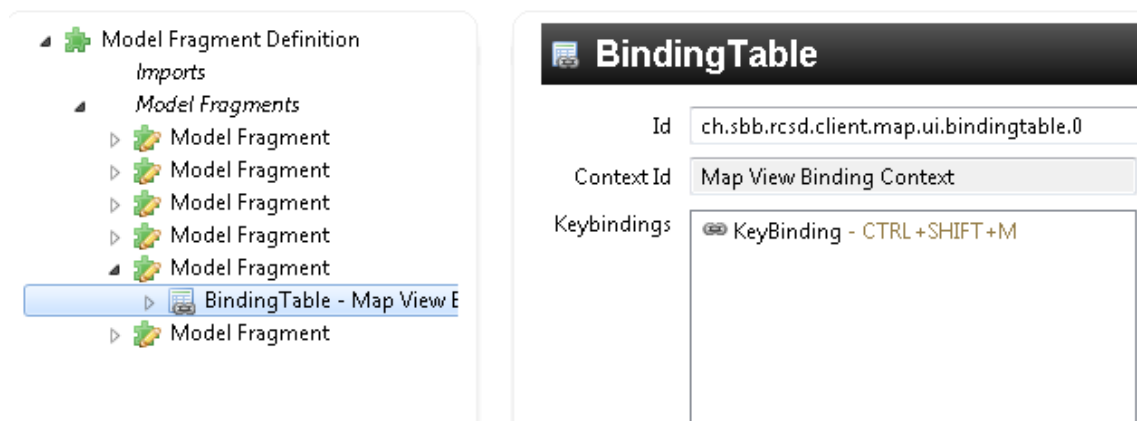 Model Fragment Definition
Imports
Model Fragments
Model Fragment
Model Fragment
Model Fragment
Model Fragment
Model Fragment
BindingTable - Map View
Model Fragment
BindingTable
Id ch.sbb.rcsd.client.map.ui.bindingtable.0
Context Id Map View Binding Context
Keybindings KeyBinding - CTRL+SHIFT+M